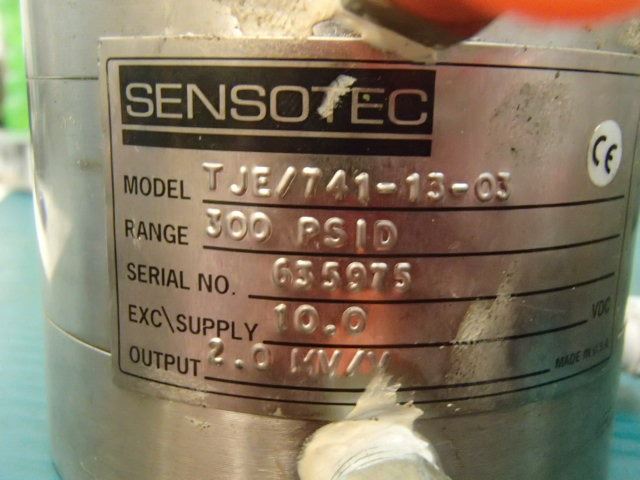 SENSOTEC
CE
MODEL TJE/741-13-03
RANGE 300 PSID
SERIAL NO. 635975
EXC\SUPPLY 10.0 VDC
OUTPUT 2.0 MV/V
MADE IN U.S.A.